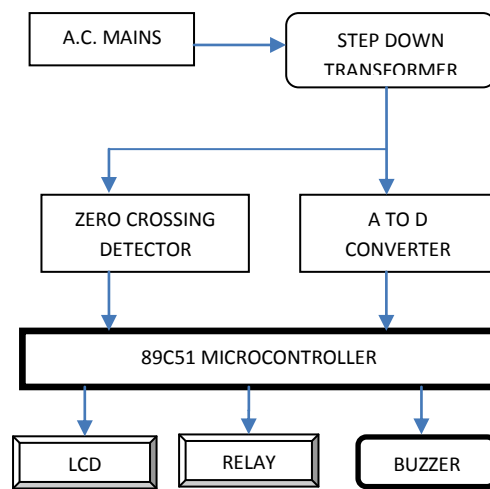 A.C. MAINS
STEP DOWN
TRANSFORMER
ZERO CROSSING
DETECTOR
A TO D
CONVERTER
89C51 MICROCONTROLLER
LCD
RELAY
BUZZER